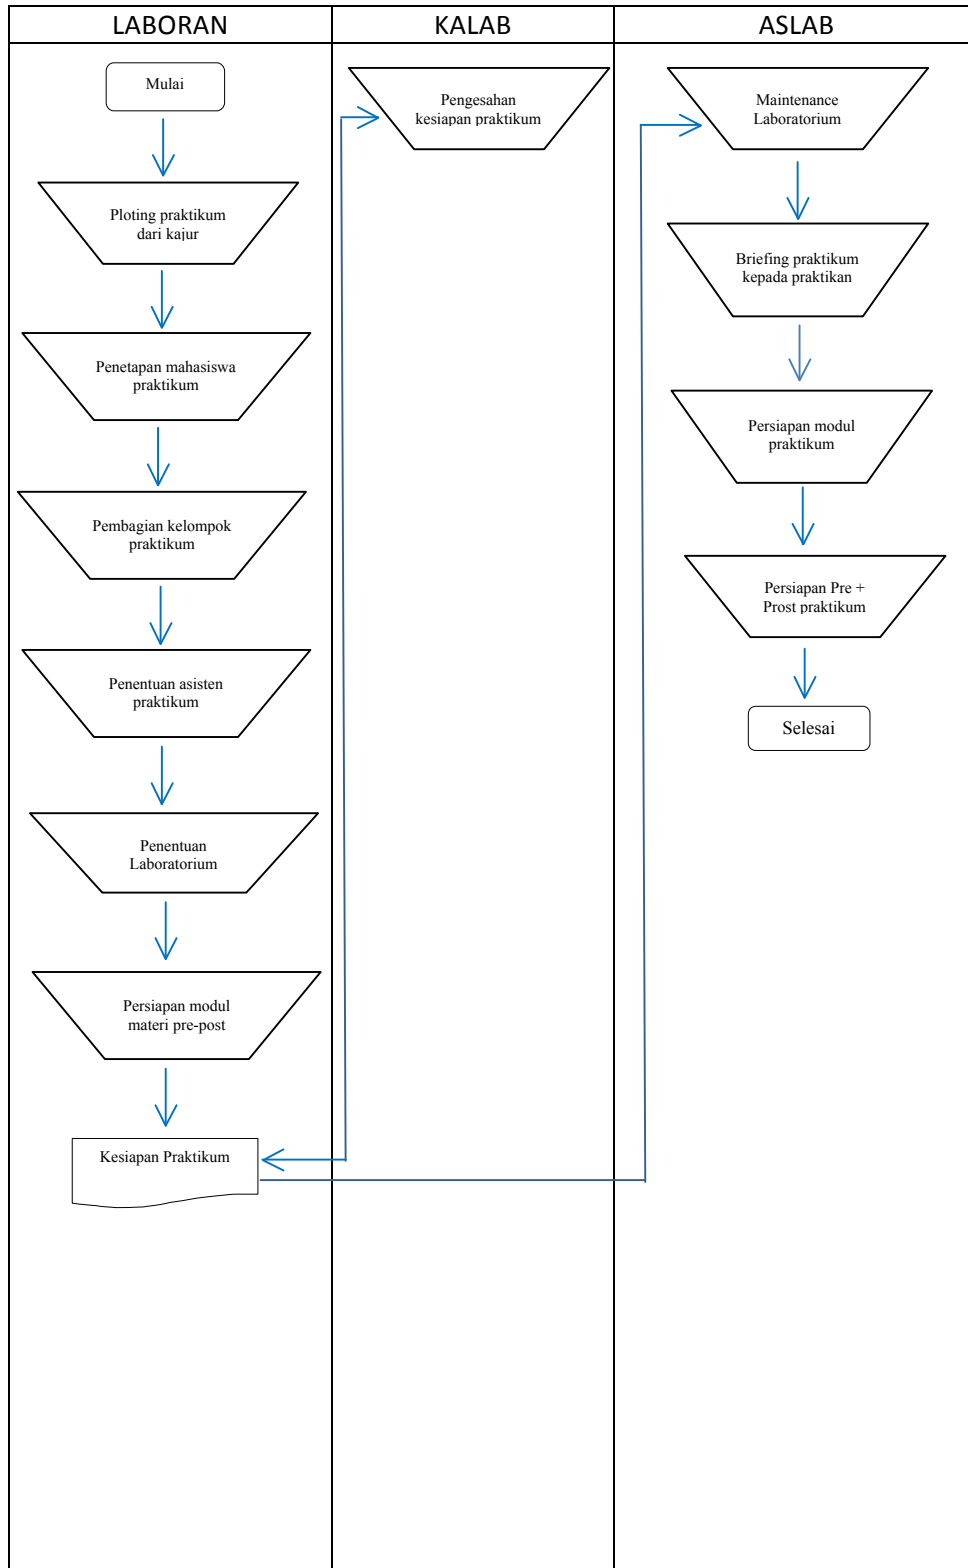 LABORAN
KALAB
ASLAB
Mulai
Ploting praktikum
dari kajur
Penetapan mahasiswa
praktikum
Pembagian kelompok
praktikum
Penentuan asisten
praktikum
Penentuan
Laboratorium
Persiapan modul
materi pre-post
Kesiapan Praktikum
Pengesahan
kesiapan praktikum
Maintenance
Laboratorium
Briefing praktikum
kepada praktikan
Persiapan modul
praktikum
Persiapan Pre +
Prost praktikum
Selesai